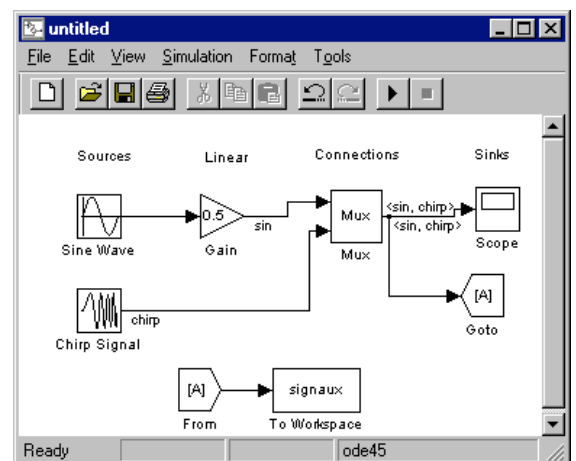 untitled
File Edit View Simulation Format Tools
Sources Linear Connections Sinks
<sin, chirp>
0.5 Mux
sin <sin, chirp>
Sine Wave Gain Mux Scope
[A]
chirp
Goto
Chirp Signal
[A] signaux
From To Workspace
Ready ode45